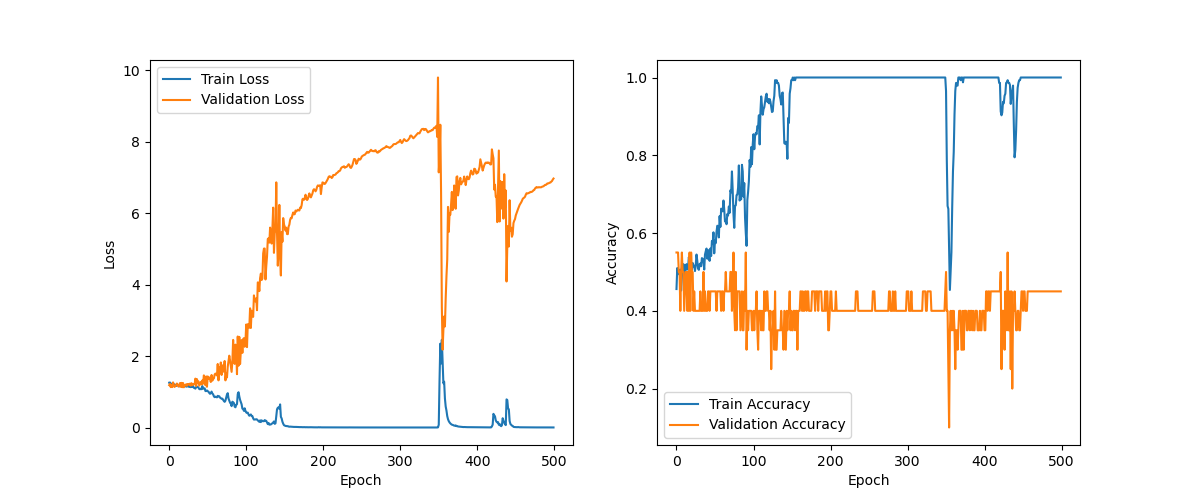 10
8
6
4
2
0
Loss
0 100 200 300 400 500
Epoch
Train Loss
Validation Loss
1.0
0.8
0.6
0.4
0.2
Accuracy
0 100 200 300 400 500
Epoch
Train Accuracy
Validation Accuracy